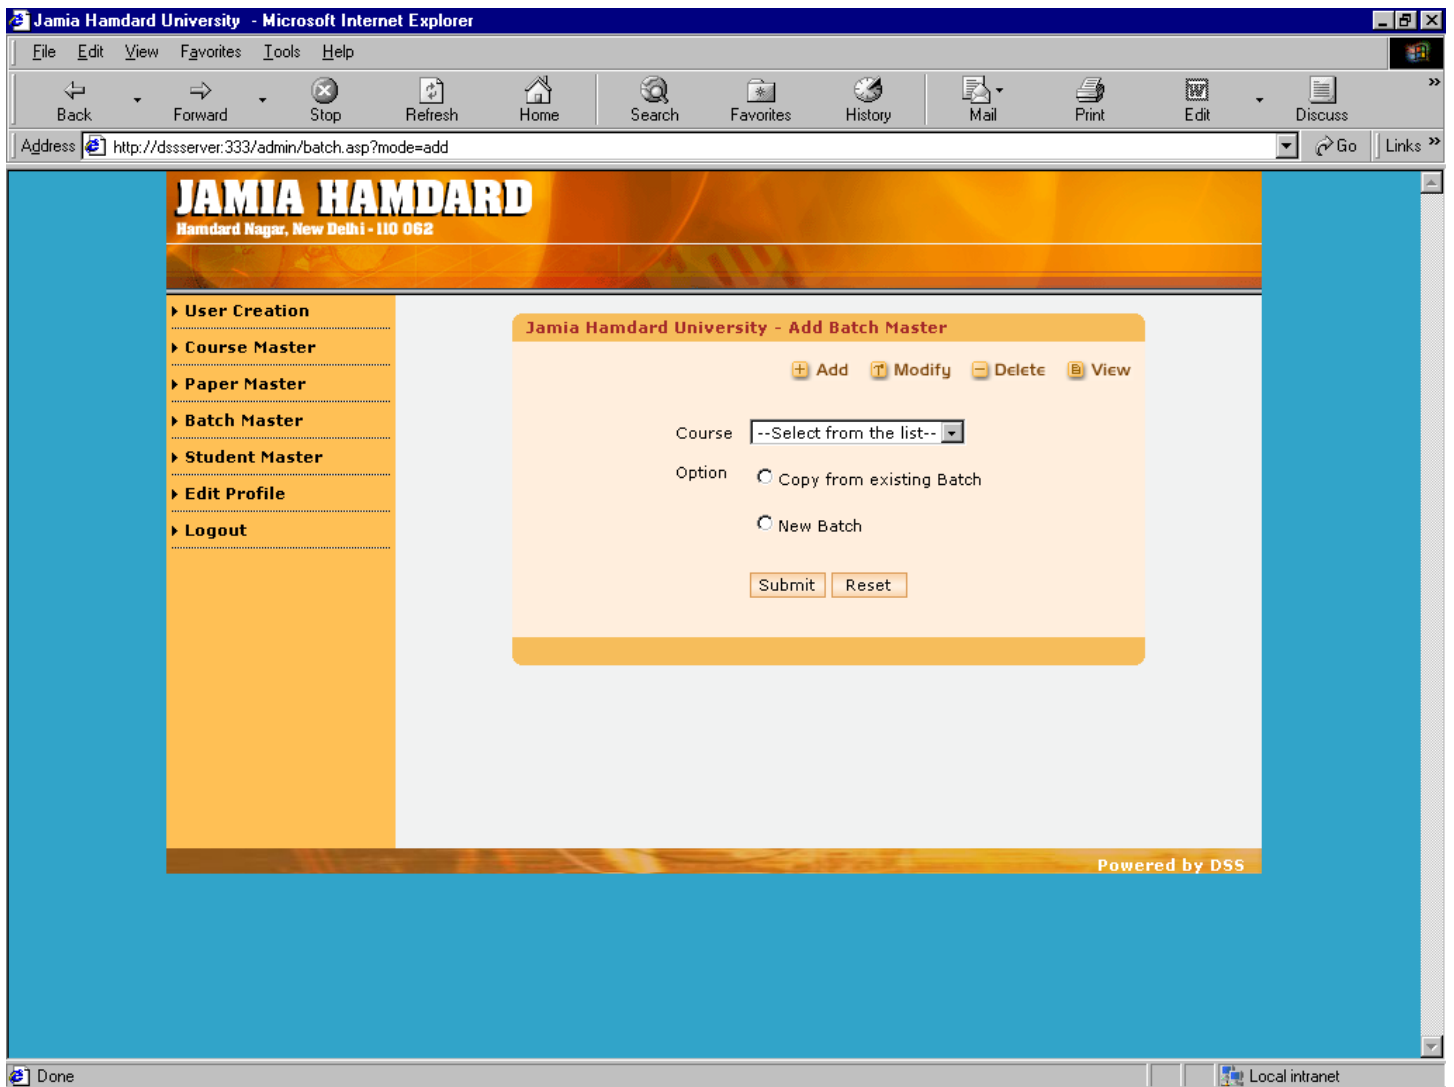 Jamia Hamdard University - Microsoft Internet Explorer
File Edit View Favorites Tools Help
Back Forward Stop Refresh Home Search Favorites History Mail Print Edit Discuss »
Address http://dssserver:333/admin/batch.asp?mode=add Go Links »
JAMIA HAMDARD
Hamdard Nagar, New Delhi - 110 062
User Creation
Course Master
Paper Master
Batch Master
Student Master
Edit Profile
Logout
Jamia Hamdard University - Add Batch Master
Add Modify Delete View
Course --Select from the list--
Option Copy from existing Batch
New Batch
Submit Reset
Powered by DSS
Done Local intranet